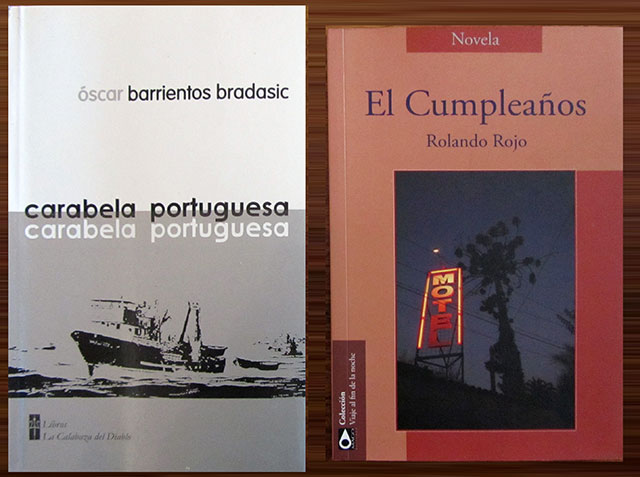 óscar barrientos bradasic
carabela portuguesa
carabela portuguesa
Libros
La Calabaza del Diablo
Novela
El Cumpleaños
Rolando Rojo
MOTEL
Colección
Viaje al fin de la noche